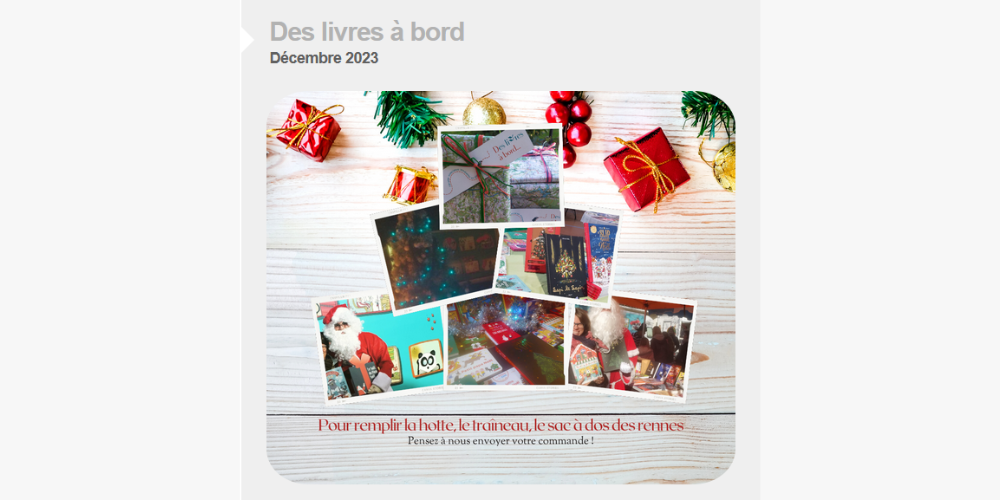 Des livres à bord
Décembre 2023
Des livres
à bord...
Pour remplir la hotte, le traîneau, le sac à dos des rennes
Pensez à nous envoyer votre commande !